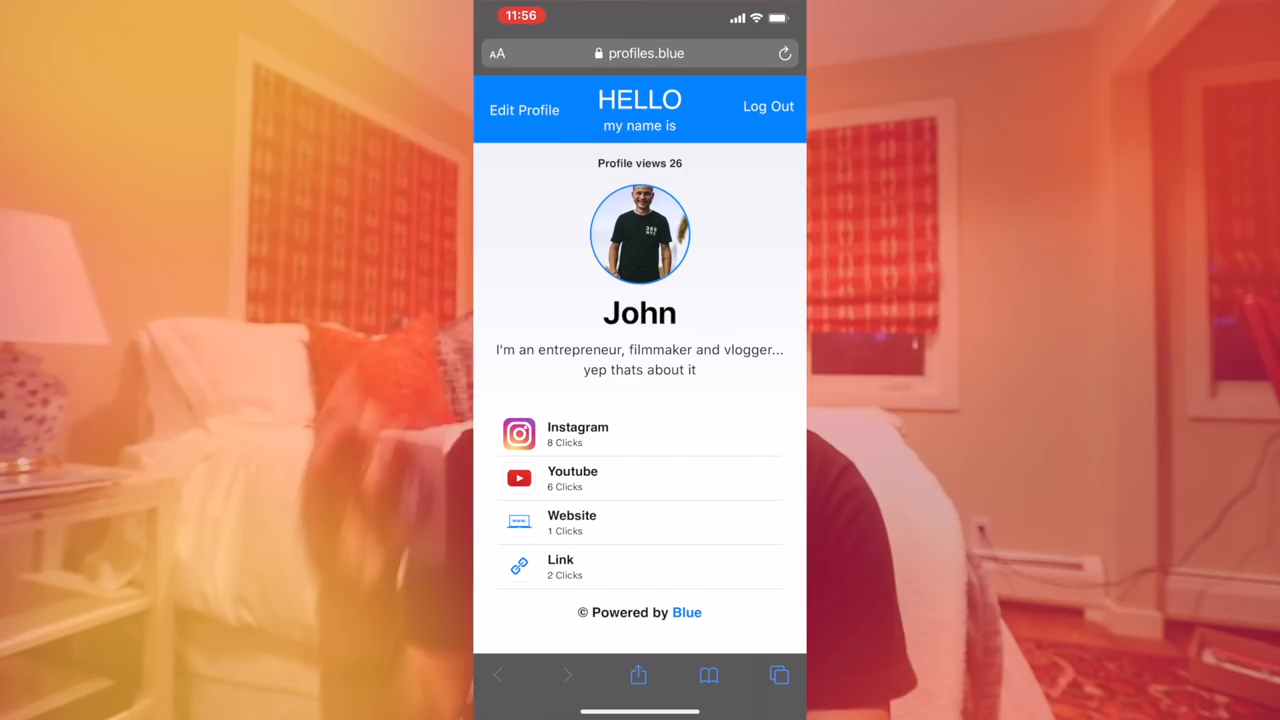 11:56
AA profiles.blue
Edit Profile
HELLO
my name is
Log Out
Profile views 26
John
I'm an entrepreneur, filmmaker and vlogger...
yep thats about it
Instagram
8 Clicks
Youtube
6 Clicks
www.
Website
1 Clicks
Link
2 Clicks
© Powered by Blue